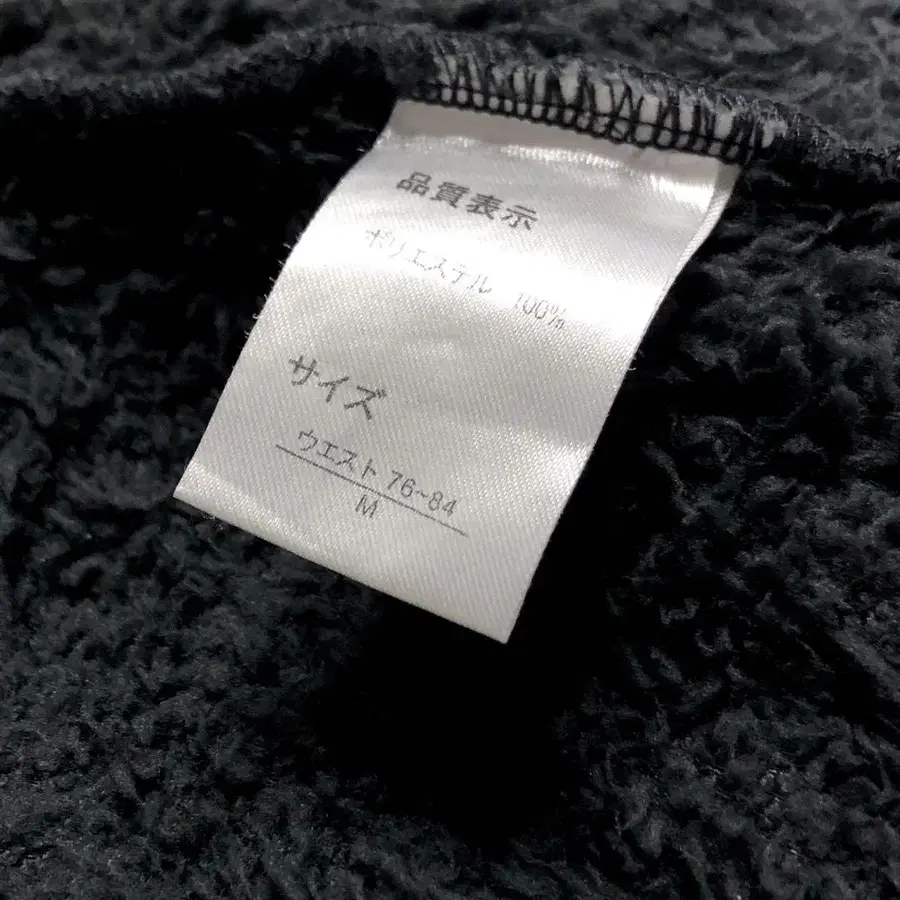 品質表示
ポリエステル 100%
サイズ
ウエスト 76~84
M